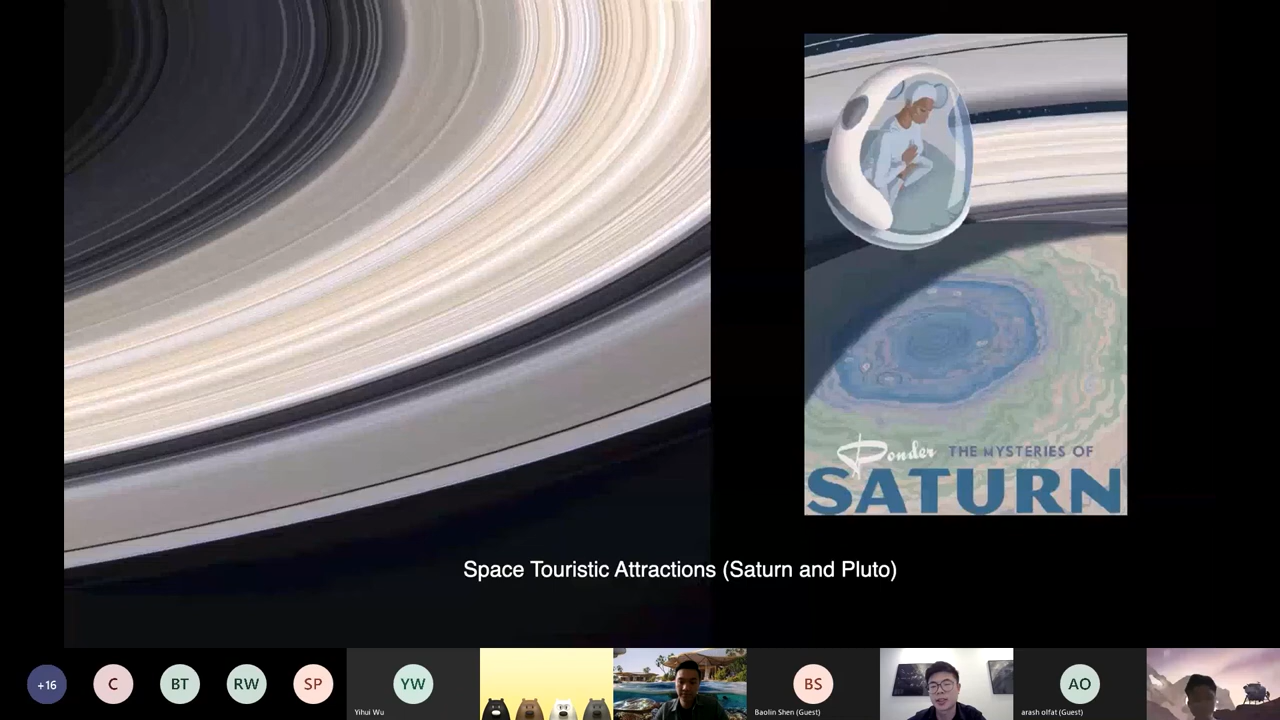 Ponder THE MYSTERIES OF
SATURN
Space Touristic Attractions (Saturn and Pluto)
+16
C
BT
RW
SP
YW
Yihui Wu
BS
Baolin Shen (Guest)
AO
arash olfat (Guest)